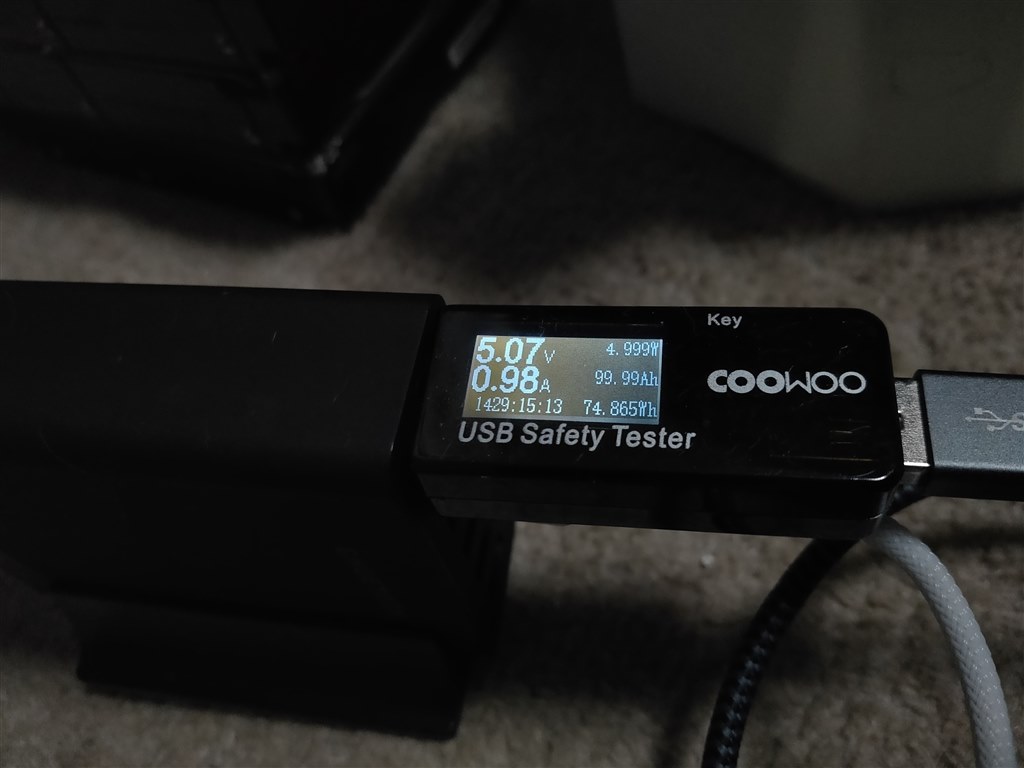 Key
5.07V 4.999W
0.98A 99.99Ah
1429:15:13 74.865Wh
COOWOO
USB Safety Tester